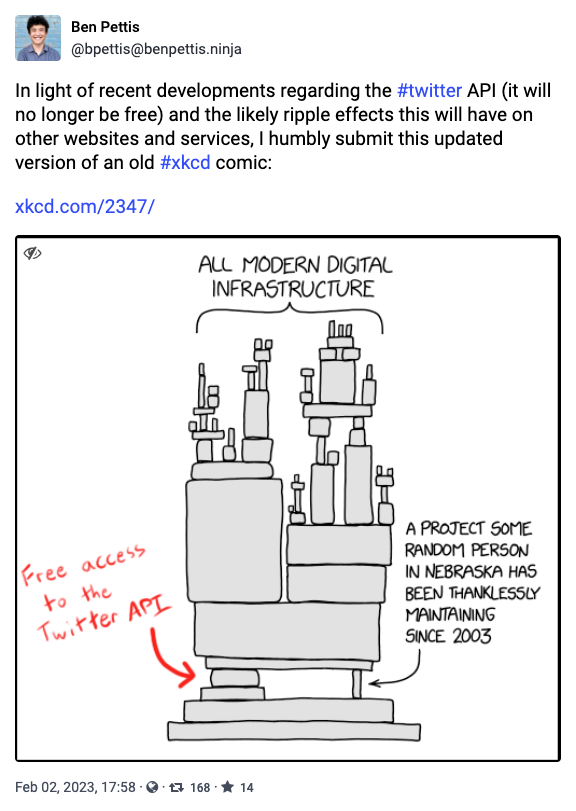 Ben Pettis
@bpettis@benpettis.ninja
In light of recent developments regarding the #twitter API (it will
no longer be free) and the likely ripple effects this will have on
other websites and services, I humbly submit this updated
version of an old #xkcd comic:
xkcd.com/2347/
ALL MODERN DIGITAL
INFRASTRUCTURE
Free access
to the
Twitter API
A PROJECT SOME
RANDOM PERSON
IN NEBRASKA HAS
BEEN THANKLESSLY
MAINTAINING
SINCE 2003
Feb 02, 2023, 17:58 · · 168 · 14